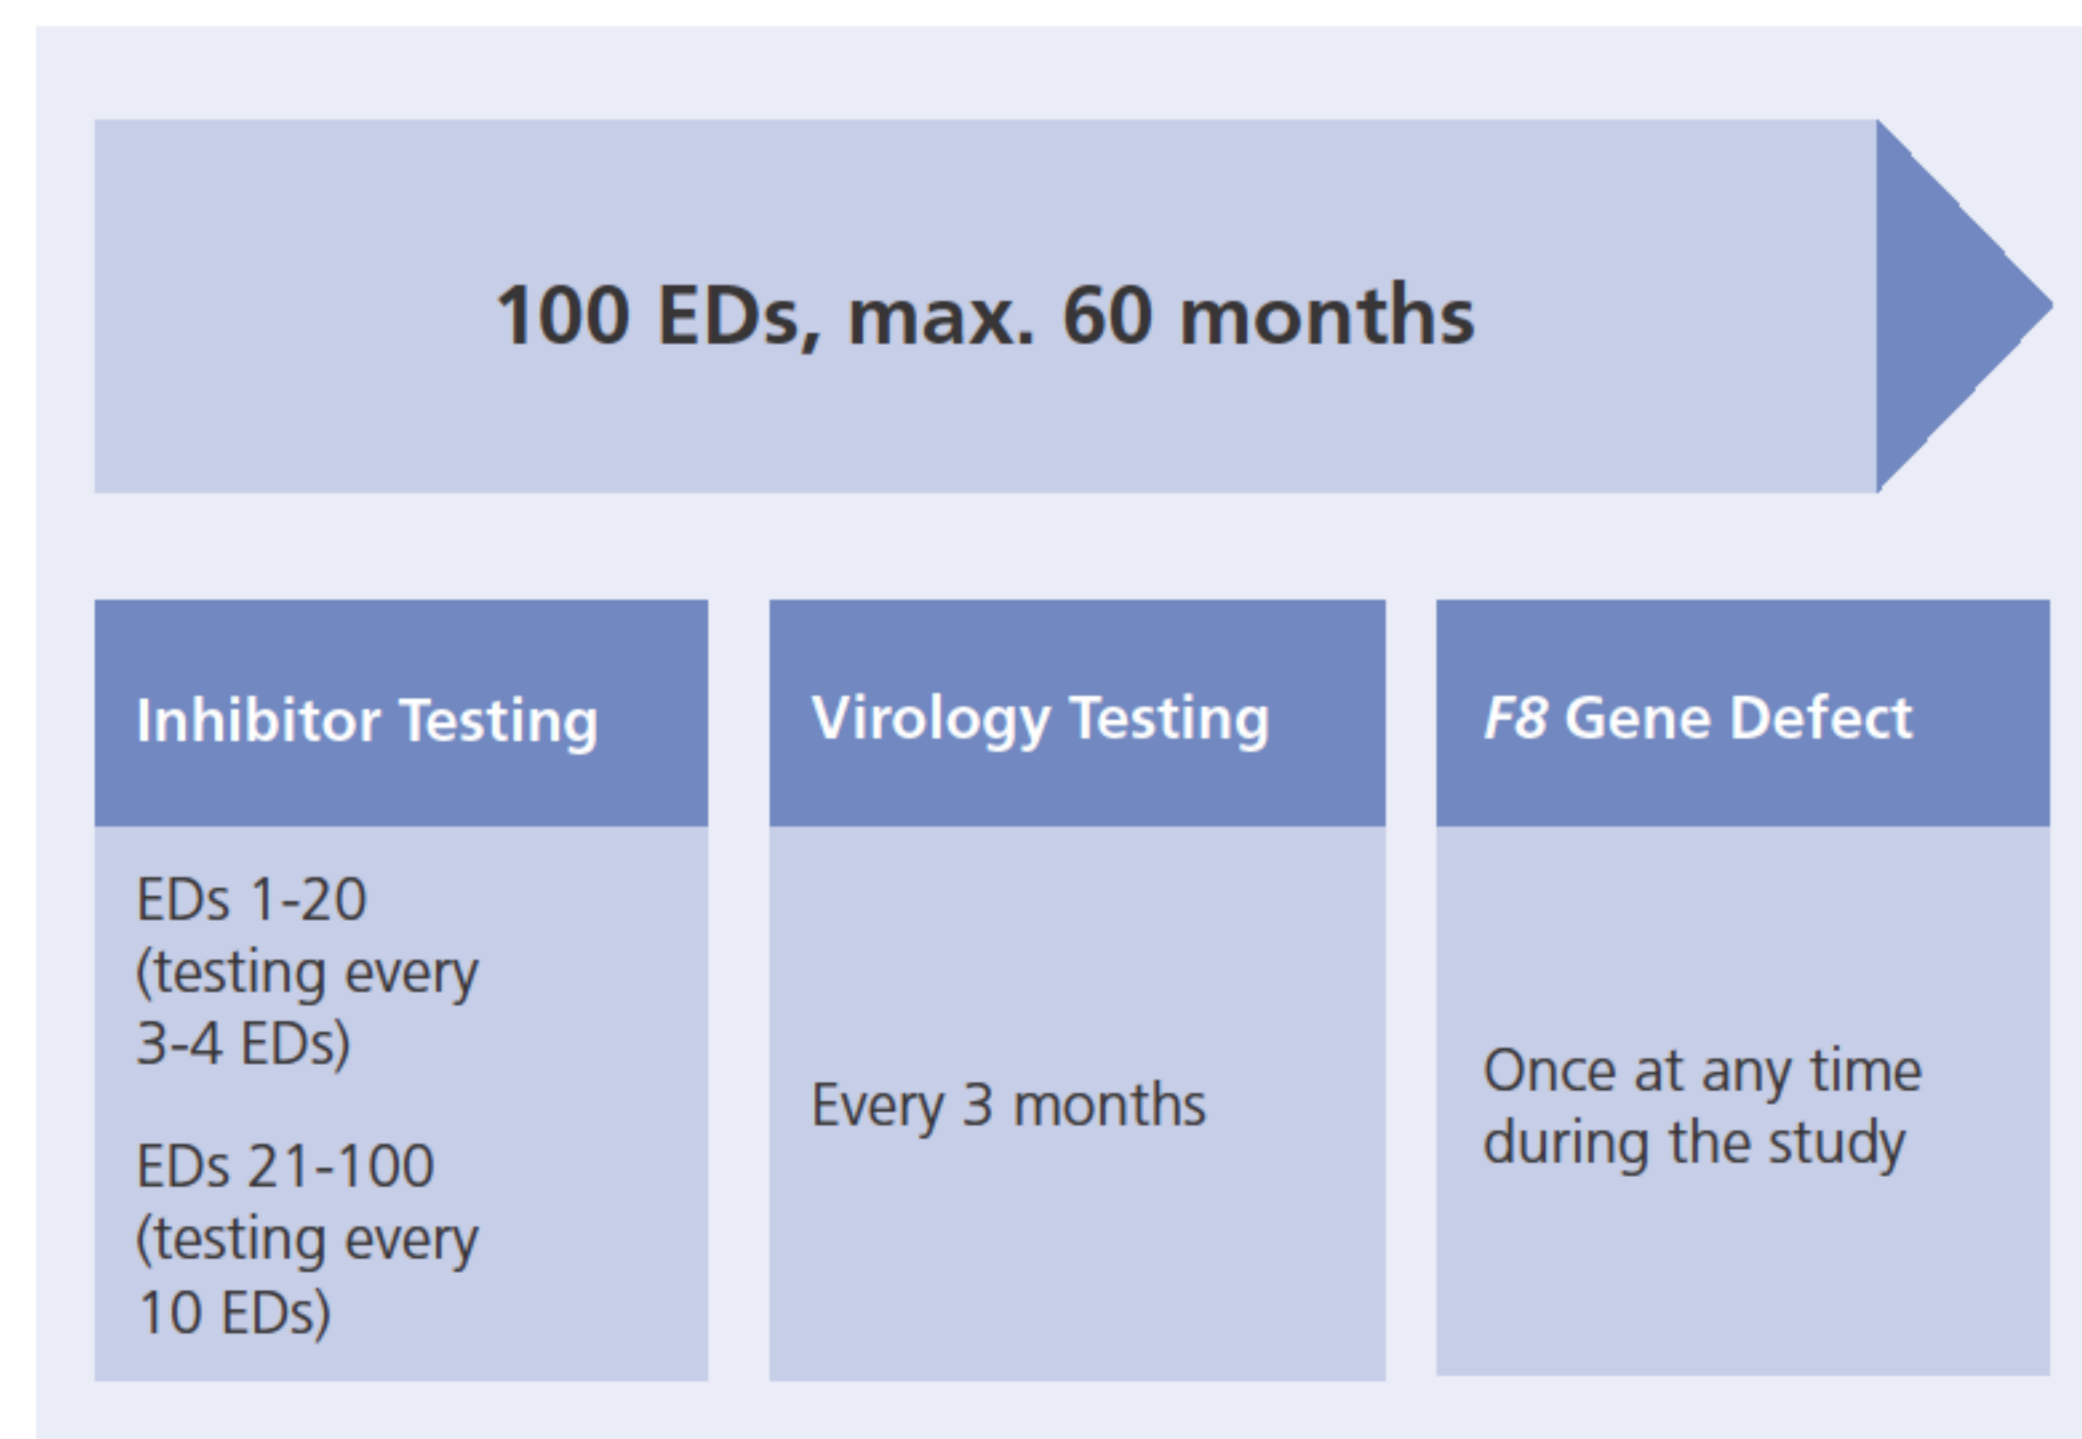 100 EDs, max. 60 months
Inhibitor Testing
EDs 1-20
(testing every
3-4 EDs)
EDs 21-100
(testing every
10 EDs)
Virology Testing
Every 3 months
F8 Gene Defect
Once at any time
during the study